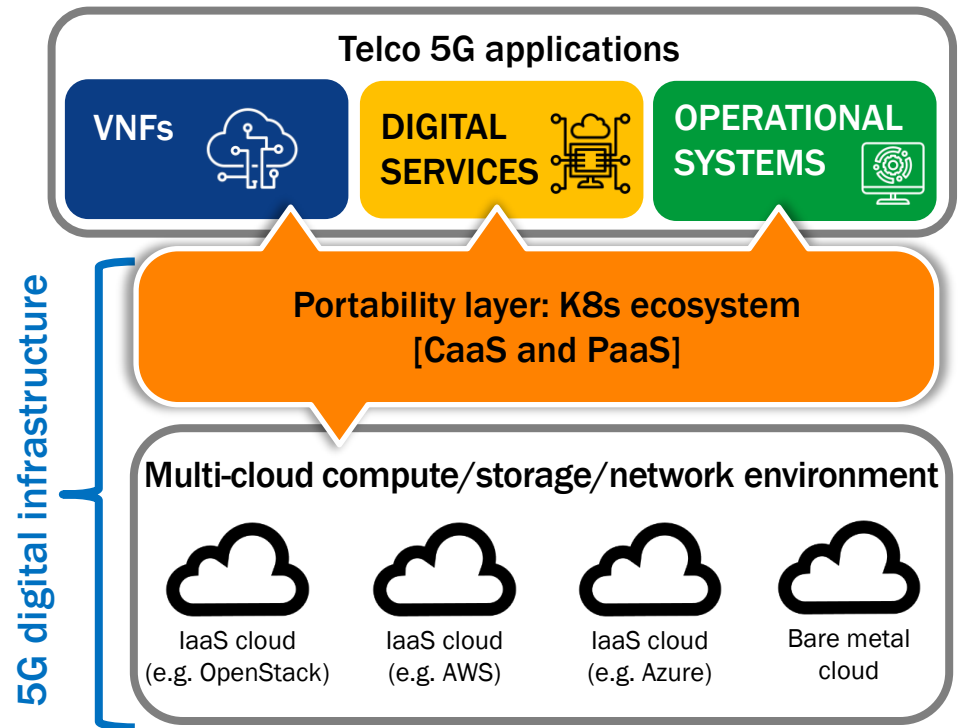 Telco 5G applications
VNFs
DIGITAL
SERVICES
OPERATIONAL
SYSTEMS
5G digital infrastructure
Portability layer: K8s ecosystem
[CaaS and PaaS]
Multi-cloud compute/storage/network environment
IaaS cloud
(e.g. OpenStack)
IaaS cloud
(e.g. AWS)
IaaS cloud
(e.g. Azure)
Bare metal
cloud